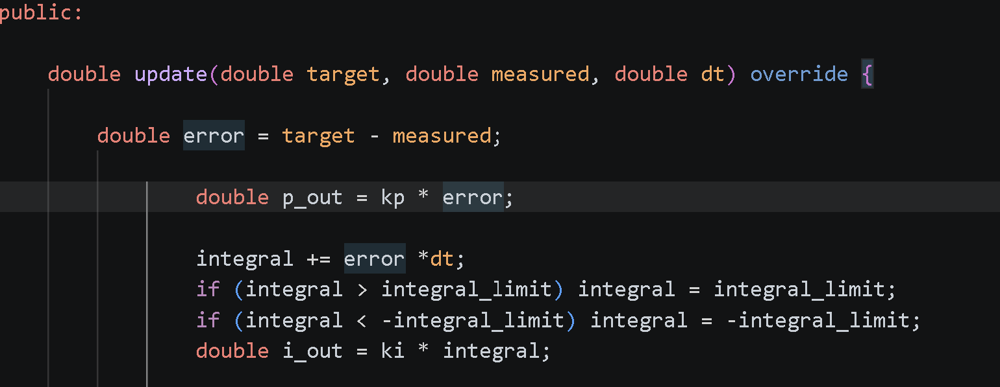 public:
double update(double target, double measured, double dt) override {
double error = target - measured;
double p_out = kp * error;
integral += error *dt;
if (integral > integral_limit) integral = integral_limit;
if (integral < -integral_limit) integral = -integral_limit;
double i_out = ki * integral;